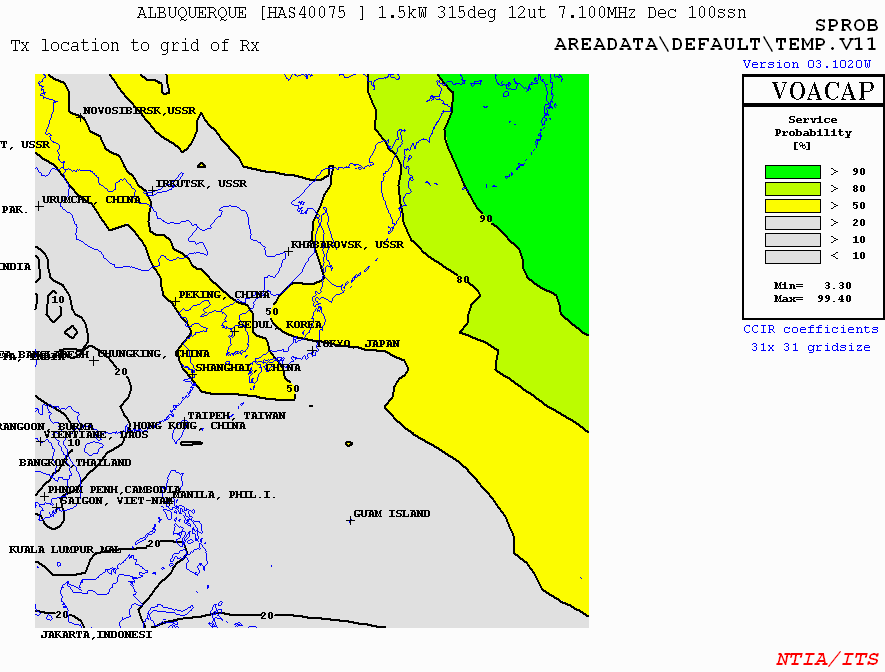 ALBUQUERQUE [HAS40075 ] 1.5kW 315deg 12ut 7.100MHz Dec 100ssn
SPROB
Tx location to grid of Rx
AREADATA\DEFAULT\TEMP.V11
Version 03.1020W
VOACAP
Service
Probability
[%]
> 90
> 80
> 50
> 20
> 10
< 10
Min= 3.30
Max= 99.40
CCIR coefficients
31x 31 gridsize
NOVOSIBIRSK,USSR
T, USSR
IRKUTSK, USSR
URUMCHI, CHINA
PAK.
90
KHABAROVSK, USSR
INDIA
80
PEKING, CHINA
10
50
SEOUL, KOREA
TOKYO, JAPAN
BANGLADESH
CHUNGKING, CHINA
SHANGHAI, CHINA
20
50
TAIPEH, TAIWAN
RANGOON, BURMA
HONG KONG, CHINA
VIENTIANE, LAOS
10
BANGKOK,THAILAND
PHNOM PENH,CAMBODIA
MANILA, PHIL.I.
SAIGON, VIET-NAM
GUAM ISLAND
20
KUALA LUMPUR,MAL
20
20
JAKARTA,INDONESI
NTIA/ITS